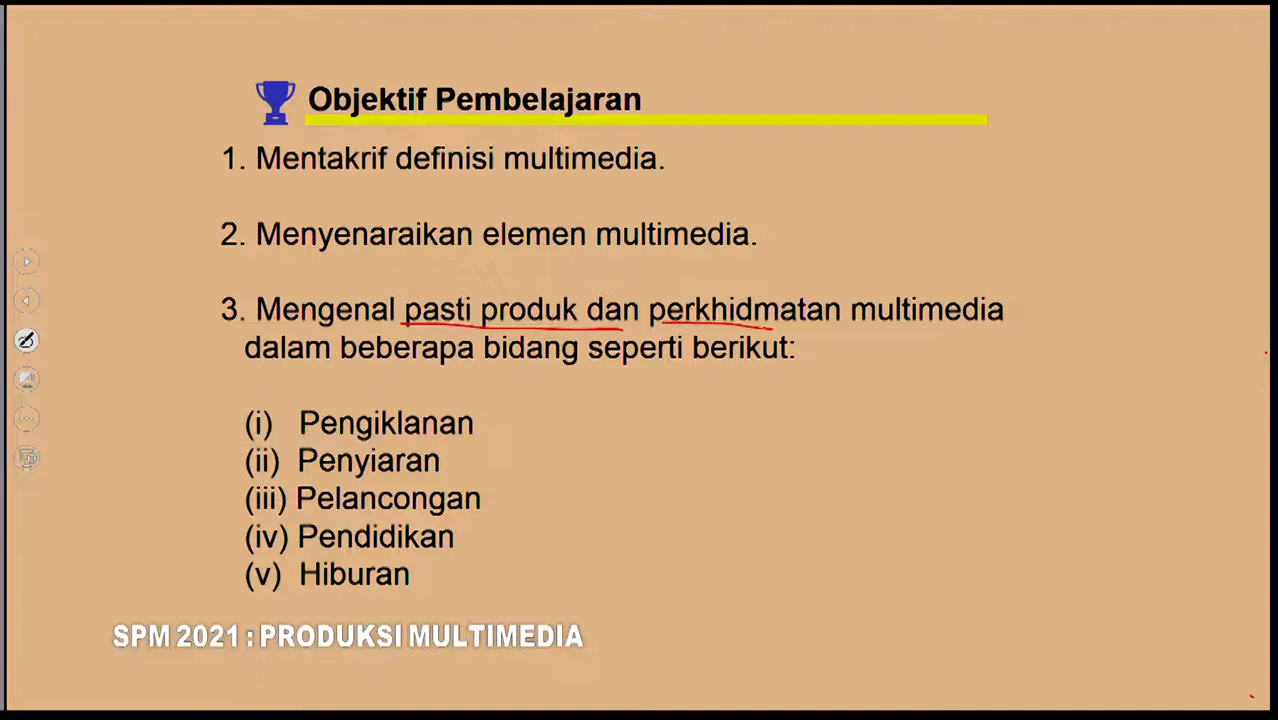 Objektif Pembelajaran
1. Mentakrif definisi multimedia.
2. Menyenaraikan elemen multimedia.
3. Mengenal pasti produk dan perkhidmatan multimedia
dalam beberapa bidang seperti berikut:
(i) Pengiklanan
(ii) Penyiaran
(iii) Pelancongan
(iv) Pendidikan
(v) Hiburan
SPM 2021 : PRODUKSI MULTIMEDIA